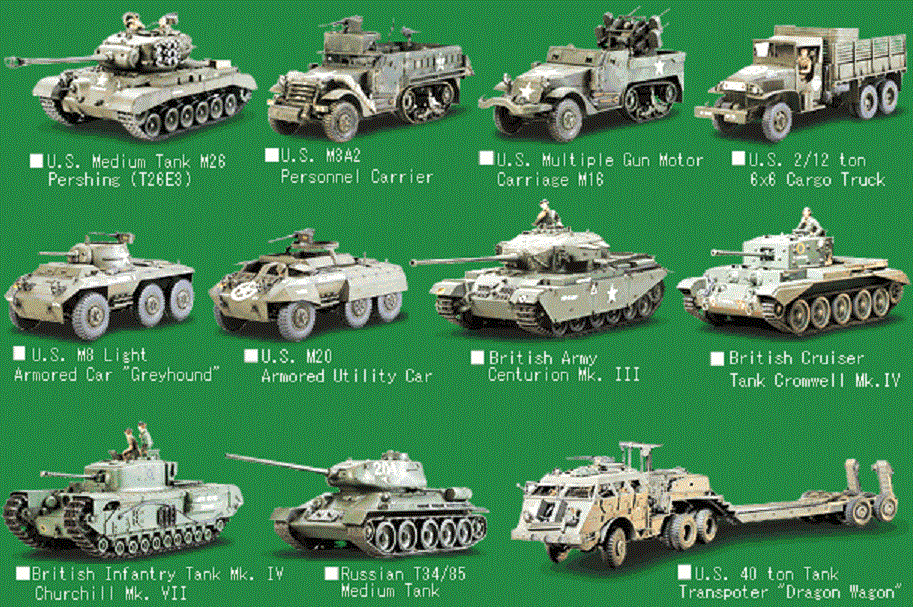 U.S. Medium Tank M26
Pershing (T26E3)
U.S. M3A2
Personnel Carrier
U.S. Multiple Gun Motor
Carriage M16
U.S. 2/12 ton
6x6 Cargo Truck
U.S. M8 Light
Armored Car "Greyhound"
U.S. M20
Armored Utility Car
British Army
Centurion Mk. III
British Cruiser
Tank Cromwell Mk.IV
British Infantry Tank Mk. IV
Churchill Mk. VII
Russian T34/85
Medium Tank
U.S. 40 ton Tank
Transpoter "Dragon Wagon"